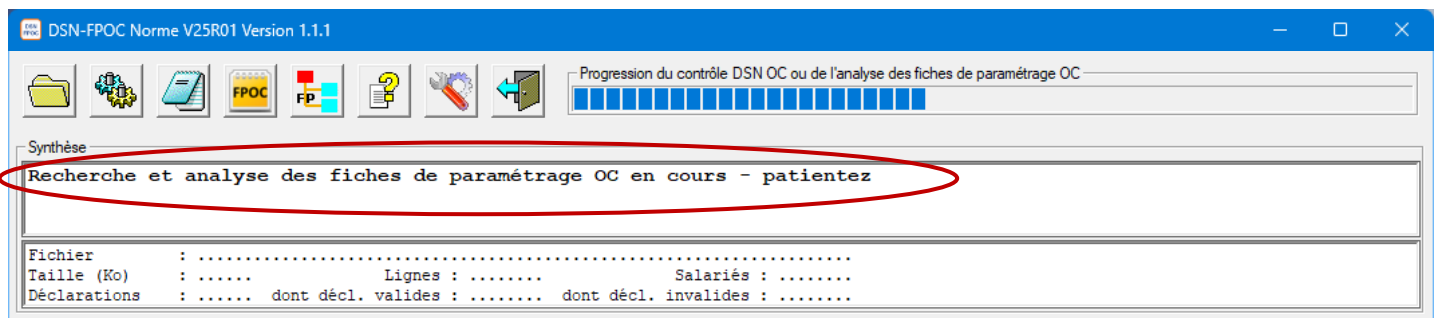 DSN-FPOC Norme V25R01 Version 1.1.1
DSN
FPOC
FPOC
FP
Progression du contrôle DSN OC ou de l'analyse des fiches de paramétrage OC
Synthèse
Recherche et analyse des fiches de paramétrage OC en cours - patientez
Fichier : ......................................................................
Taille (Ko) : ...... Lignes : ........ Salariés : ........
Déclarations : ...... dont décl. valides : ........ dont décl. invalides : ........